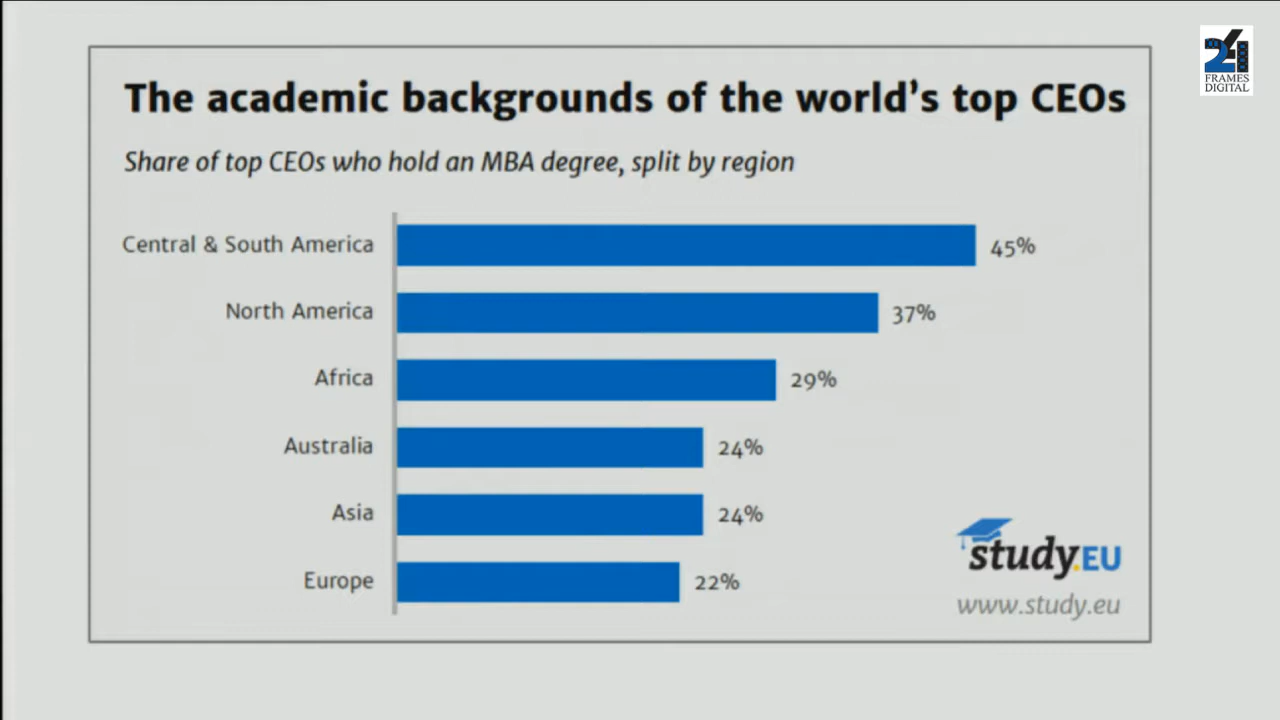 24
FRAMES
DIGITAL
The academic backgrounds of the world's top CEOs
Share of top CEOs who hold an MBA degree, split by region
Central & South America 45%
North America 37%
Africa 29%
Australia 24%
Asia 24%
Europe 22%
study.EU
www.study.eu